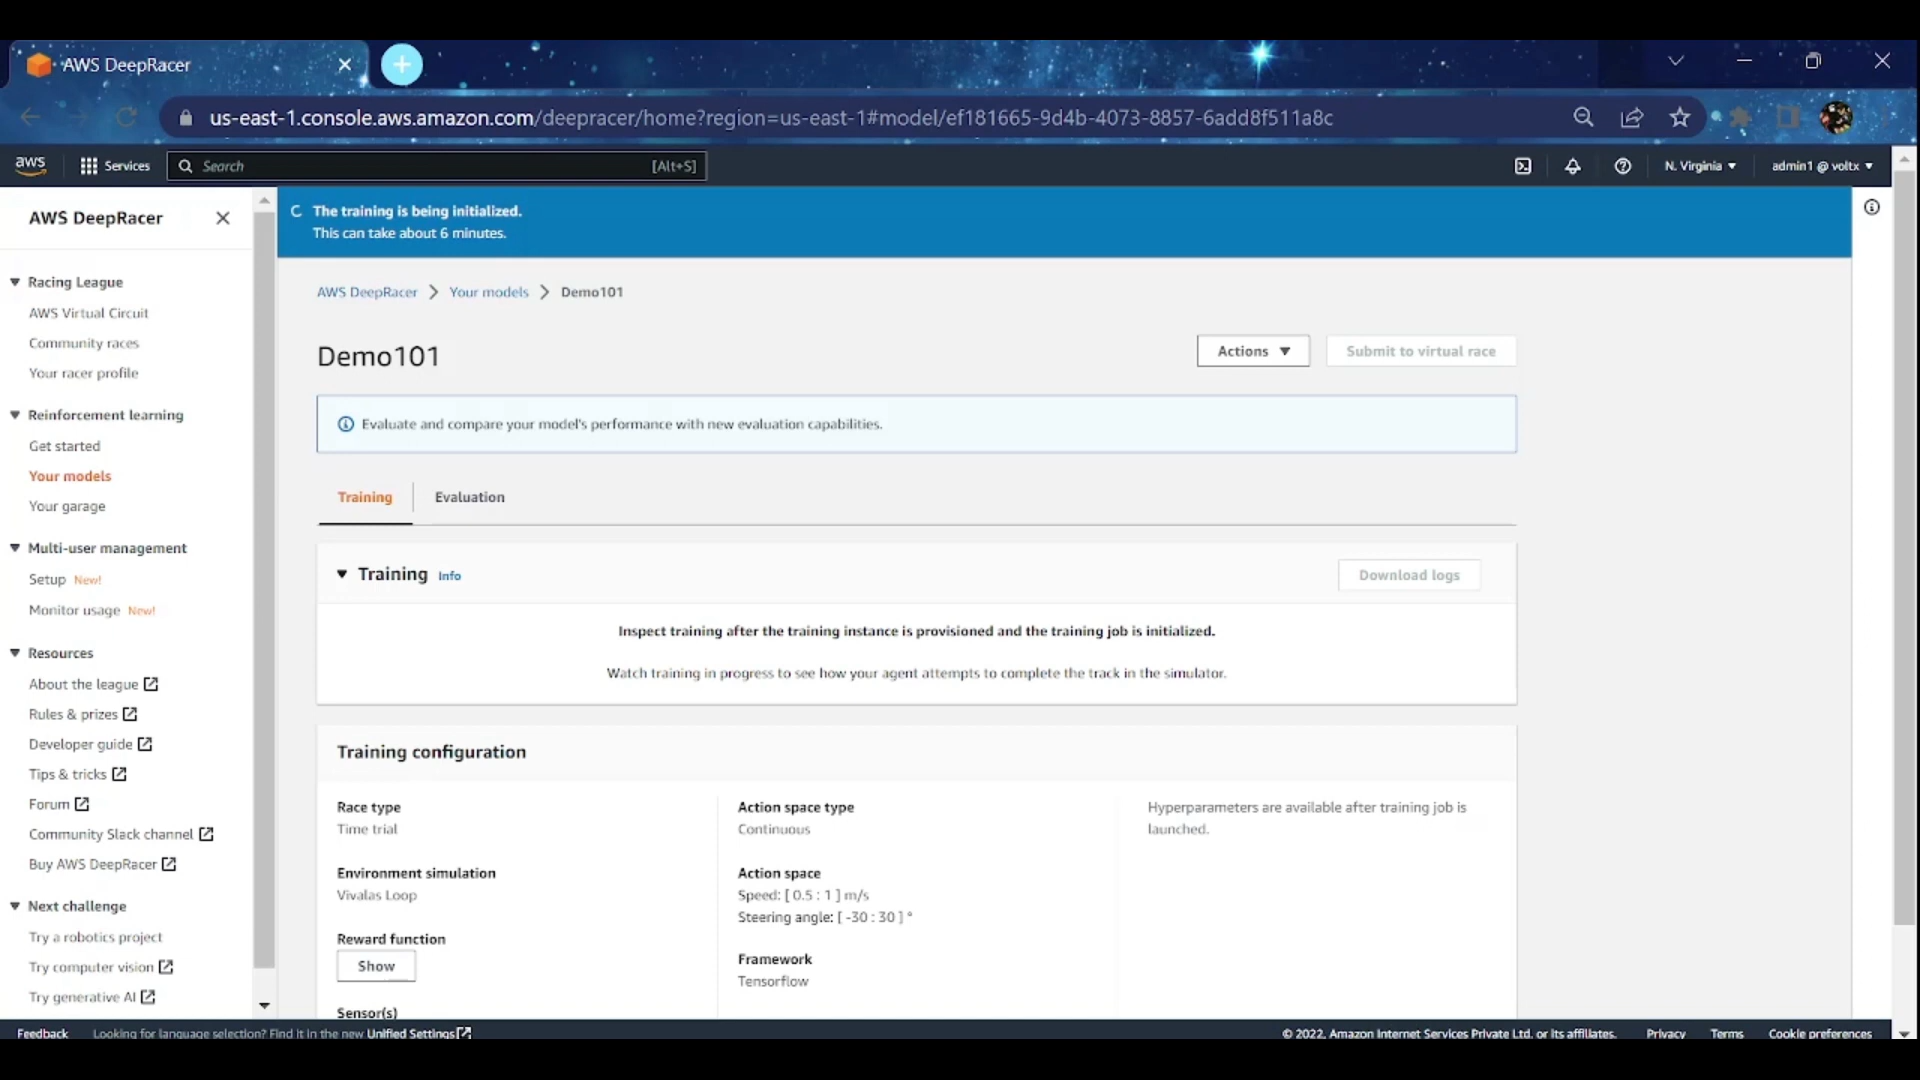 AWS DeepRacer
us-east-1.console.aws.amazon.com/deepracer/home?region=us-east-1#model/ef181665-9d4b-4073-8857-6add8f511a8c
aws
Services
Search
[Alt+S]
N. Virginia
admin1 @ voltx
AWS DeepRacer
Racing League
AWS Virtual Circuit
Community races
Your racer profile
Reinforcement learning
Get started
Your models
Your garage
Multi-user management
Setup New!
Monitor usage New!
Resources
About the league
Rules & prizes
Developer guide
Tips & tricks
Forum
Community Slack channel
Buy AWS DeepRacer
Next challenge
Try a robotics project
Try computer vision
Try generative AI
The training is being initialized.
This can take about 6 minutes.
AWS DeepRacer > Your models > Demo101
Demo101
Actions
Submit to virtual race
Evaluate and compare your model's performance with new evaluation capabilities.
Training
Evaluation
Training Info
Download logs
Inspect training after the training instance is provisioned and the training job is initialized.
Watch training in progress to see how your agent attempts to complete the track in the simulator.
Training configuration
Race type
Time trial
Environment simulation
Vivalas Loop
Reward function
Show
Sensor(s)
Action space type
Continuous
Action space
Speed: [ 0.5 : 1 ] m/s
Steering angle: [ -30 : 30 ] °
Framework
Tensorflow
Hyperparameters are available after training job is
launched.
Feedback
Looking for language selection? Find it in the new Unified Settings
© 2022, Amazon Internet Services Private Ltd. or its affiliates.
Privacy
Terms
Cookie preferences